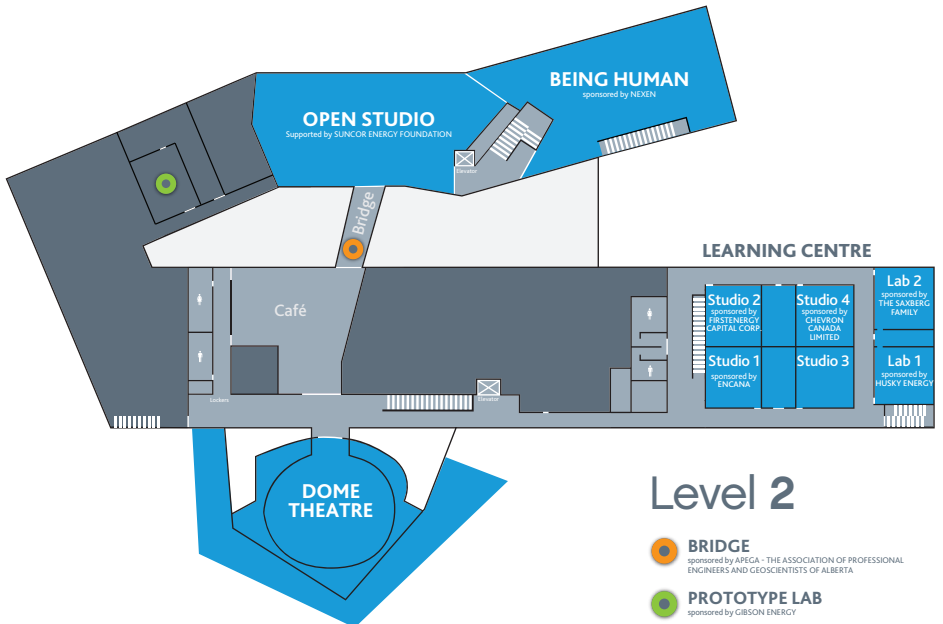 BEING HUMAN
sponsored by NEXEN
OPEN STUDIO
Supported by SUNCOR ENERGY FOUNDATION
Elevator
Bridge
LEARNING CENTRE
Café
Studio 2
sponsored by
FIRSTENERGY
CAPITAL CORP.
Studio 4
sponsored by
CHEVRON
CANADA
LIMITED
Lab 2
sponsored by
THE SAXBERG
FAMILY
Studio 1
sponsored by
ENCANA
Studio 3
Lab 1
sponsored by
HUSKY ENERGY
Lockers
Elevator
DOME
THEATRE
Level 2
BRIDGE
sponsored by APEGA - THE ASSOCIATION OF PROFESSIONAL
ENGINEERS AND GEOSCIENTISTS OF ALBERTA
PROTOTYPE LAB
sponsored by GIBSON ENERGY